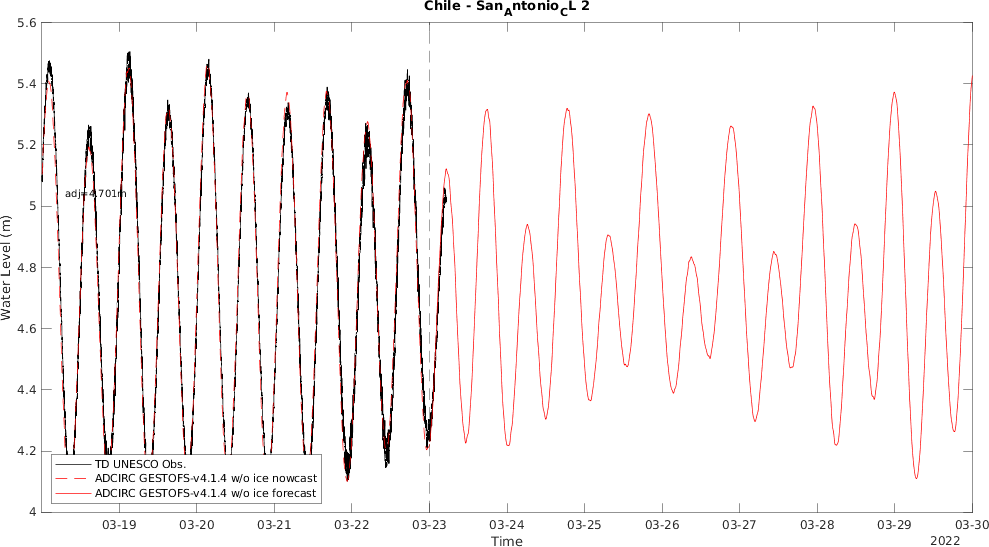 Chile - SanAntonioCL 2
5.6
5.4
5.2
5
4.8
4.6
4.4
4.2
4
Water Level (m)
adj=4.701m
TD UNESCO Obs.
ADCIRC GESTOFS-v4.1.4 w/o ice nowcast
ADCIRC GESTOFS-v4.1.4 w/o ice forecast
03-19 03-20 03-21 03-22 03-23 03-24 03-25 03-26 03-27 03-28 03-29 03-30
Time
2022